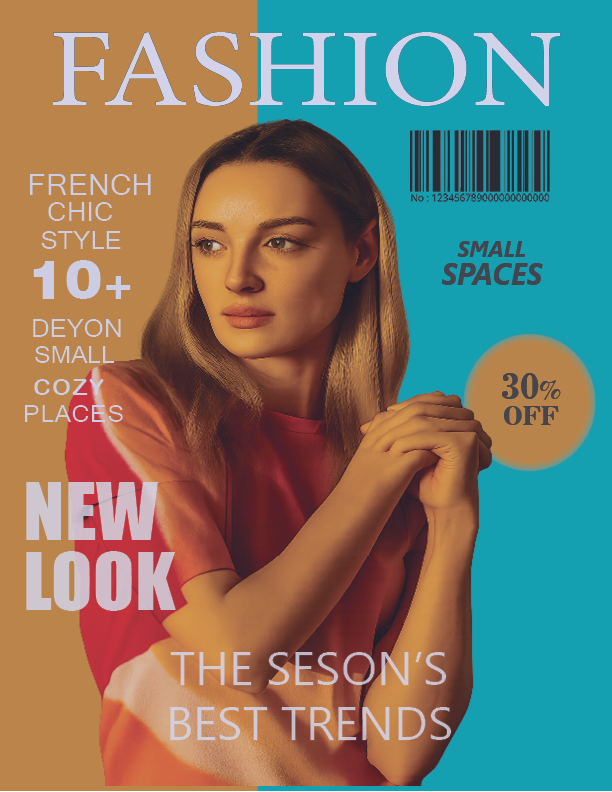 FASHION
No : 123456789000000000000
FRENCH
CHIC
STYLE
10+
DEYON
SMALL
COZY
PLACES
SMALL
SPACES
30%
OFF
NEW
LOOK
THE SESON'S
BEST TRENDS